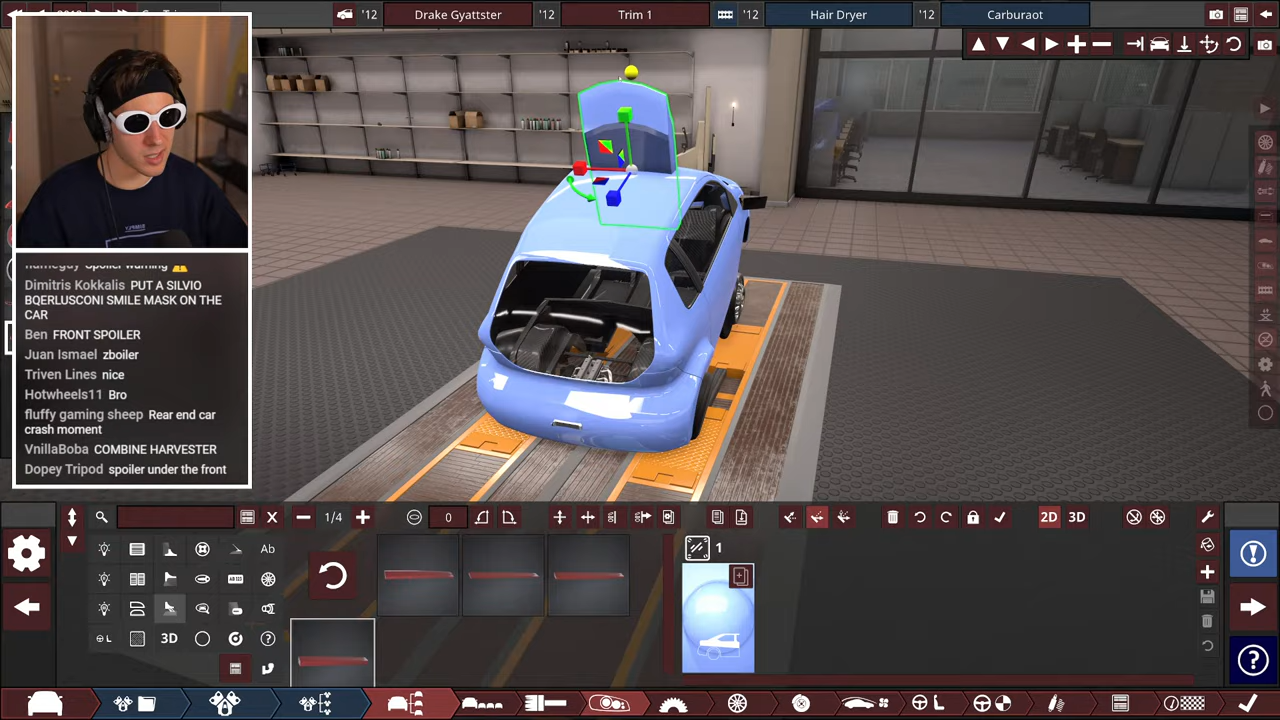 '12
Drake Gyattster
'12
Trim 1
'12
Hair Dryer
'12
Carburaot
Spoiler warning ⚠️
Dimitris Kokkalis PUT A SILVIO
BQERLUSCONI SMILE MASK ON THE
CAR
Ben FRONT SPOILER
Juan Ismael zboiler
Triven Lines nice
Hotwheels11 Bro
fluffy gaming sheep Rear end car
crash moment
VnillaBoba COMBINE HARVESTER
Dopey Tripod spoiler under the front
1/4
0
2D
3D
Ab
1
L
3D
?
?
L